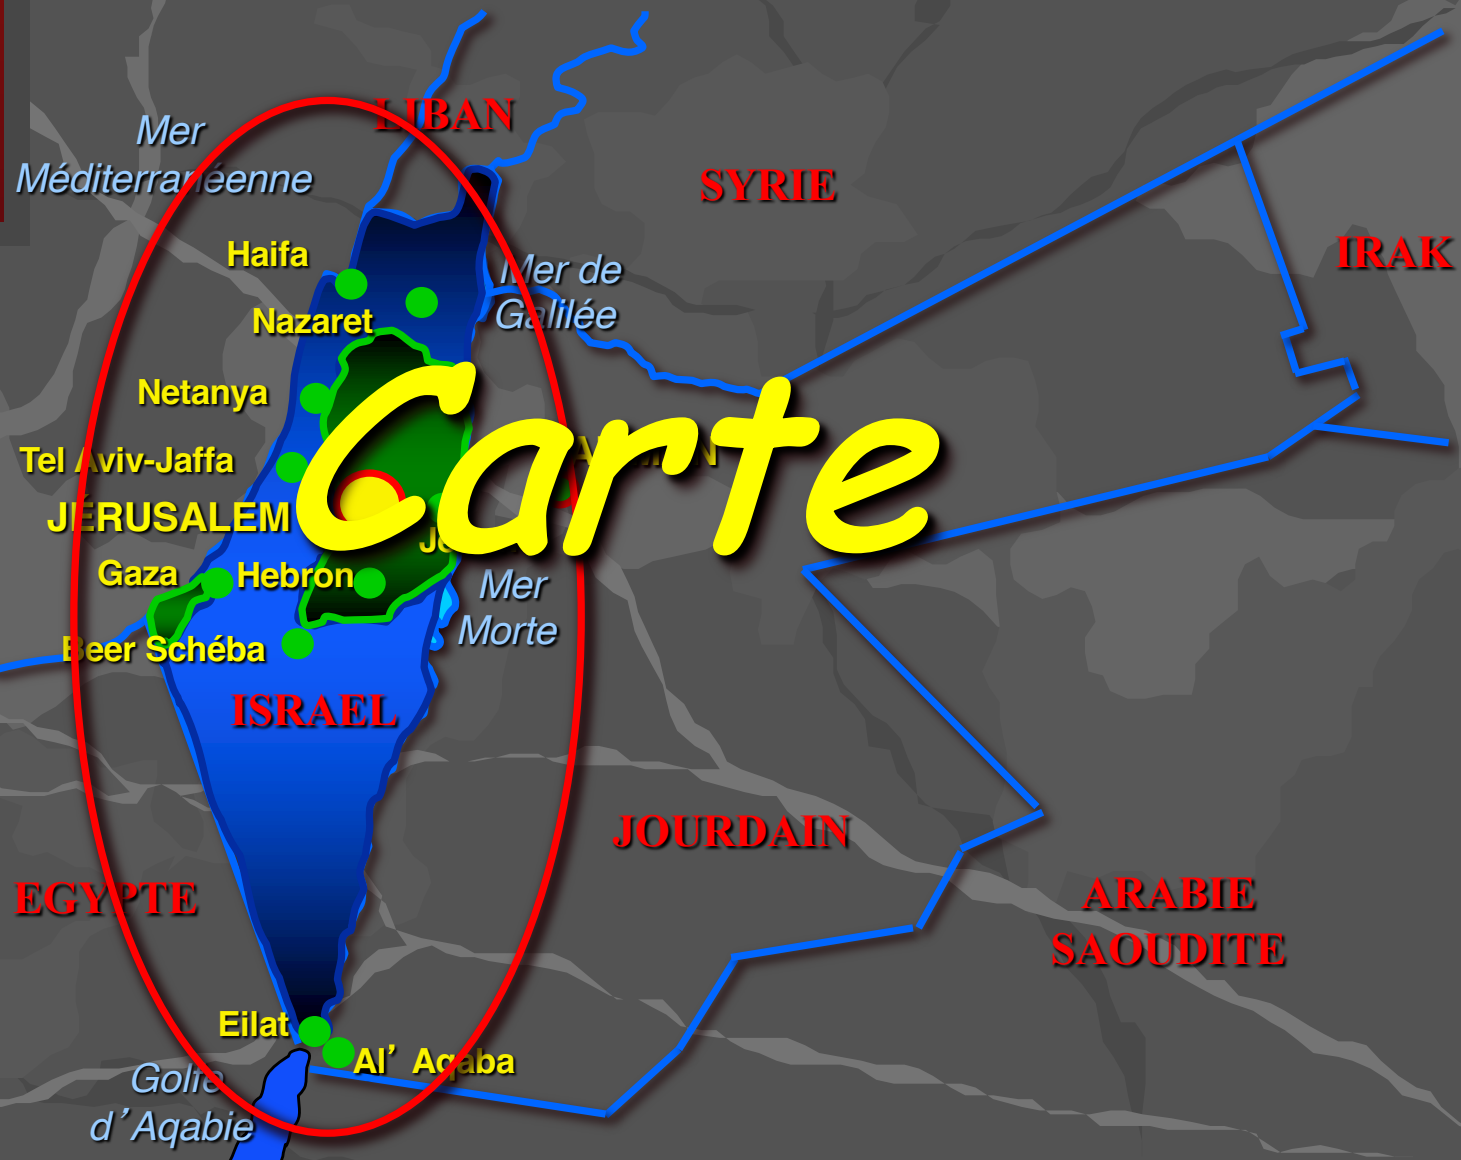 LIBAN
Mer
Méditerranéenne
SYRIE
IRAK
Haifa
Mer de
Galilée
Nazaret
Netanya
Carte
Tel Aviv-Jaffa
JÉRUSALEM
Gaza
Hebron
Mer
Morte
Beer Schéba
ISRAEL
JOURDAIN
EGYPTE
ARABIE
SAOUDITE
Eilat
Al’ Aqaba
Golfe
d’Aqabie